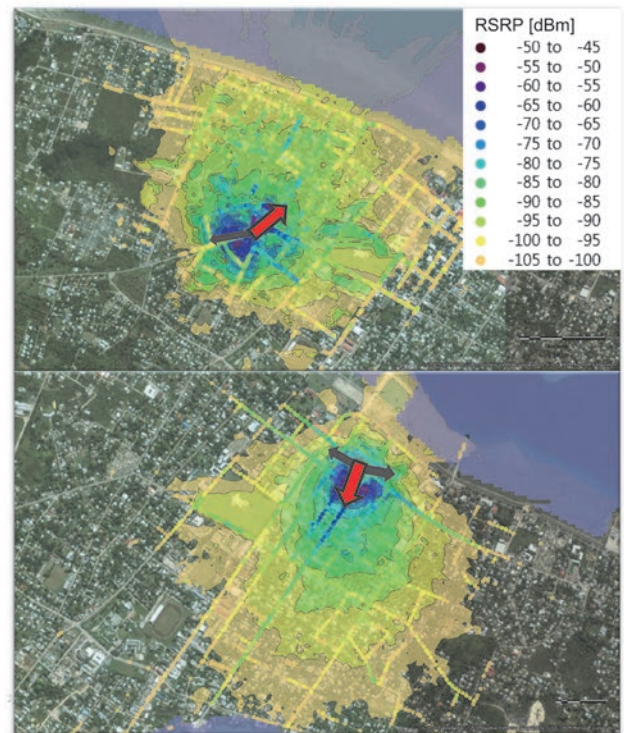 RSRP [dBm]
-50 to -45
-55 to -50
-60 to -55
-65 to -60
-70 to -65
-75 to -70
-80 to -75
-85 to -80
-90 to -85
-95 to -90
-100 to -95
-105 to -100